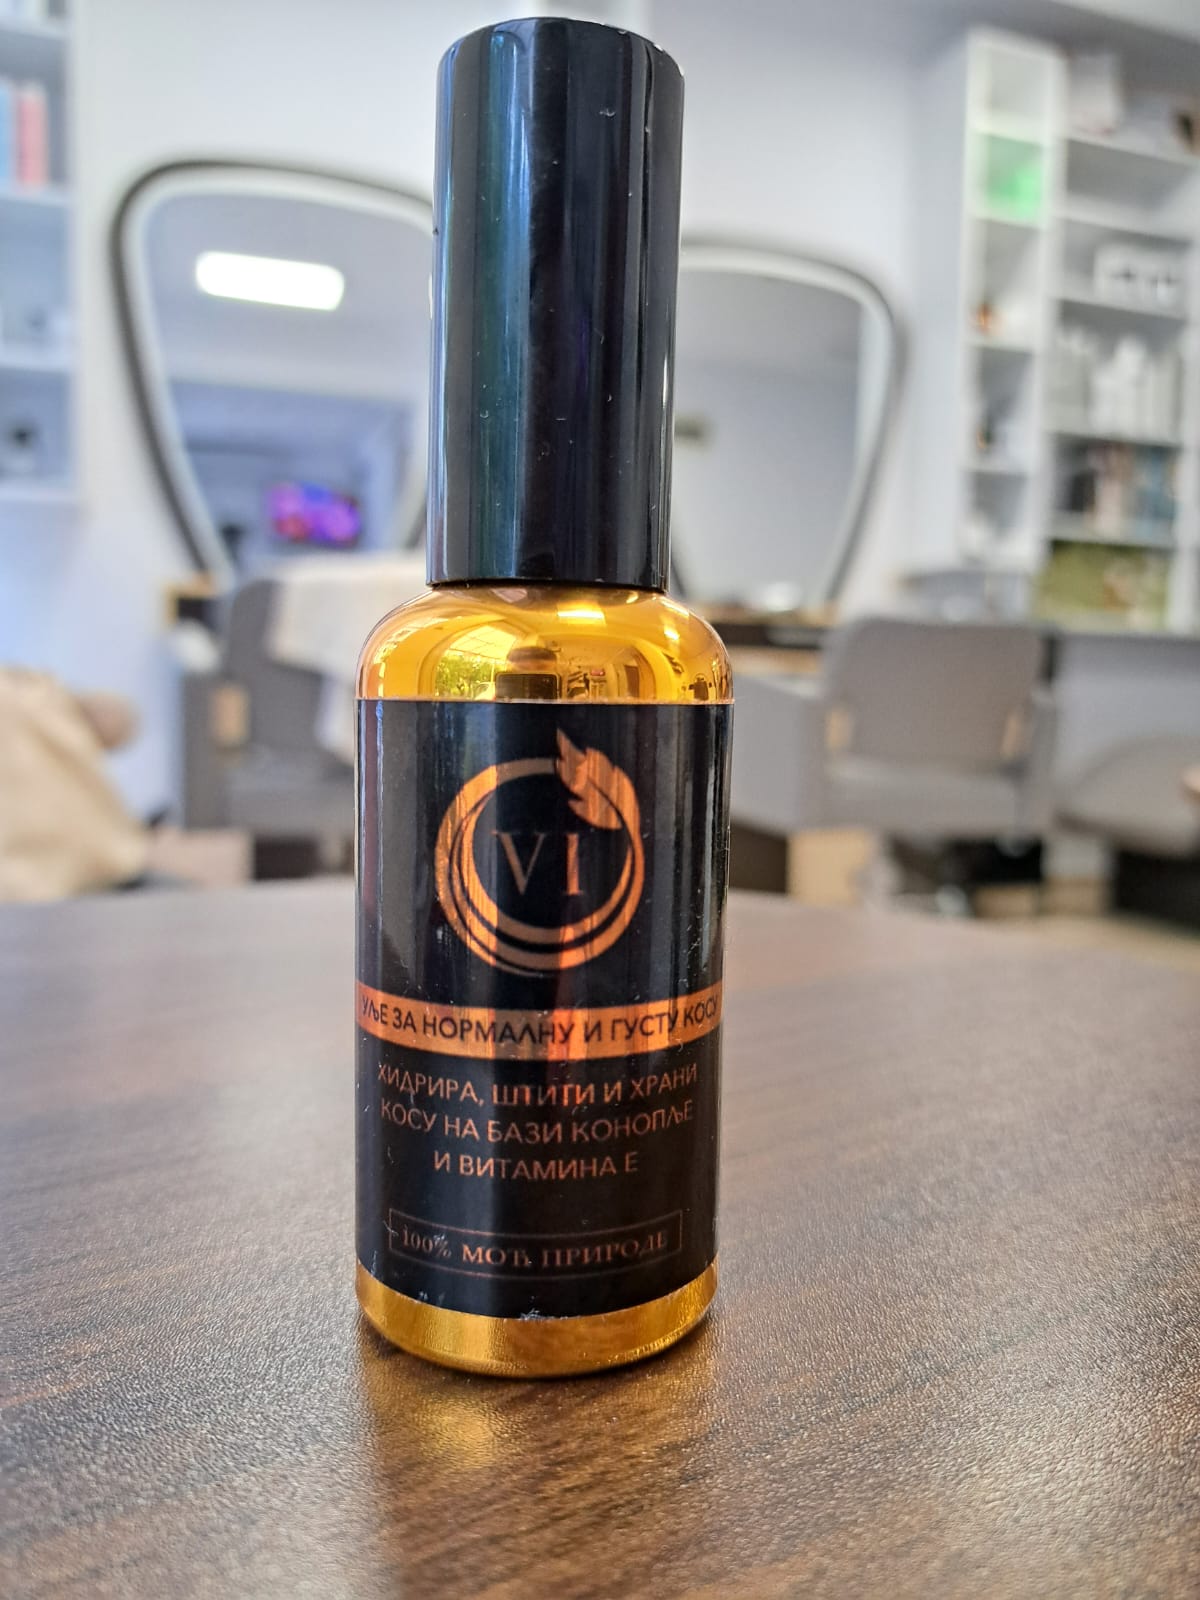 VI
УЉЕ ЗА НОРМАЛНУ И ГУСТУ КОСУ
ХИДРИРА, ШТИТИ И ХРАНИ
КОСУ НА БАЗИ КОНОПЉЕ
И ВИТАМИНА Е
100% МОЋ ПРИРОДЕ